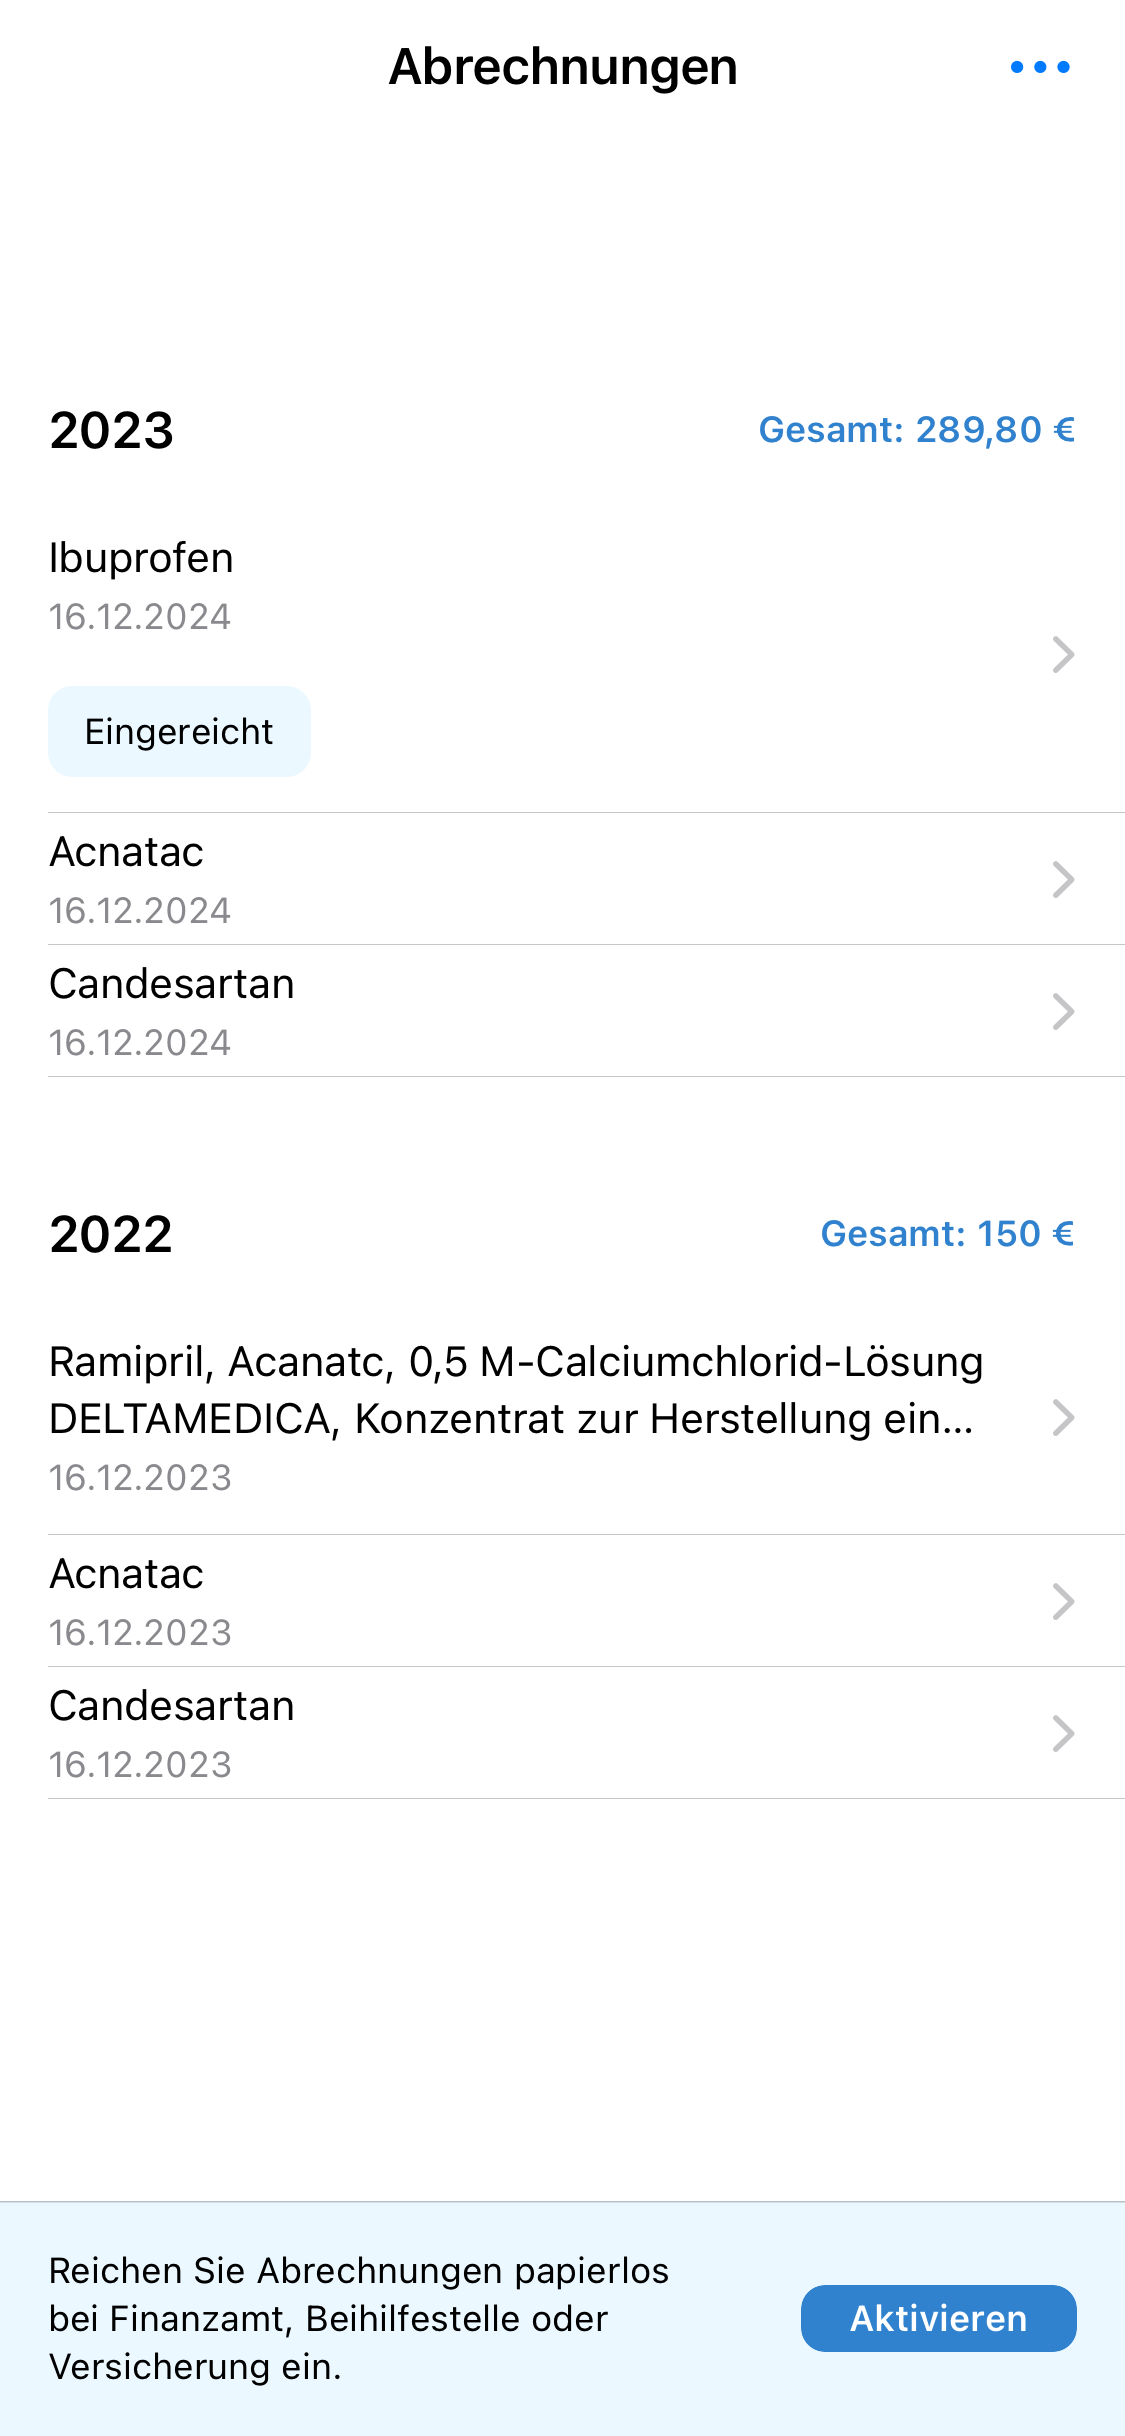 Abrechnungen
2023
Gesamt: 289,80 €
Ibuprofen
16.12.2024
Eingereicht
Acnatac
16.12.2024
Candesartan
16.12.2024
2022
Gesamt: 150 €
Ramipril, Acanatc, 0,5 M-Calciumchlorid-Lösung
DELTAMEDICA, Konzentrat zur Herstellung ein...
16.12.2023
Acnatac
16.12.2023
Candesartan
16.12.2023
Reichen Sie Abrechnungen papierlos
bei Finanzamt, Beihilfestelle oder
Versicherung ein.
Aktivieren